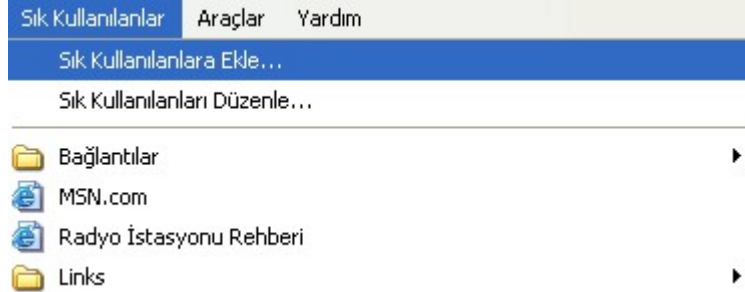 Sık Kullanılanlar Araçlar Yardım
Sık Kullanılanlara Ekle...
Sık Kullanılanları Düzenle...
Bağlantılar
MSN.com
Radyo İstasyonu Rehberi
Links